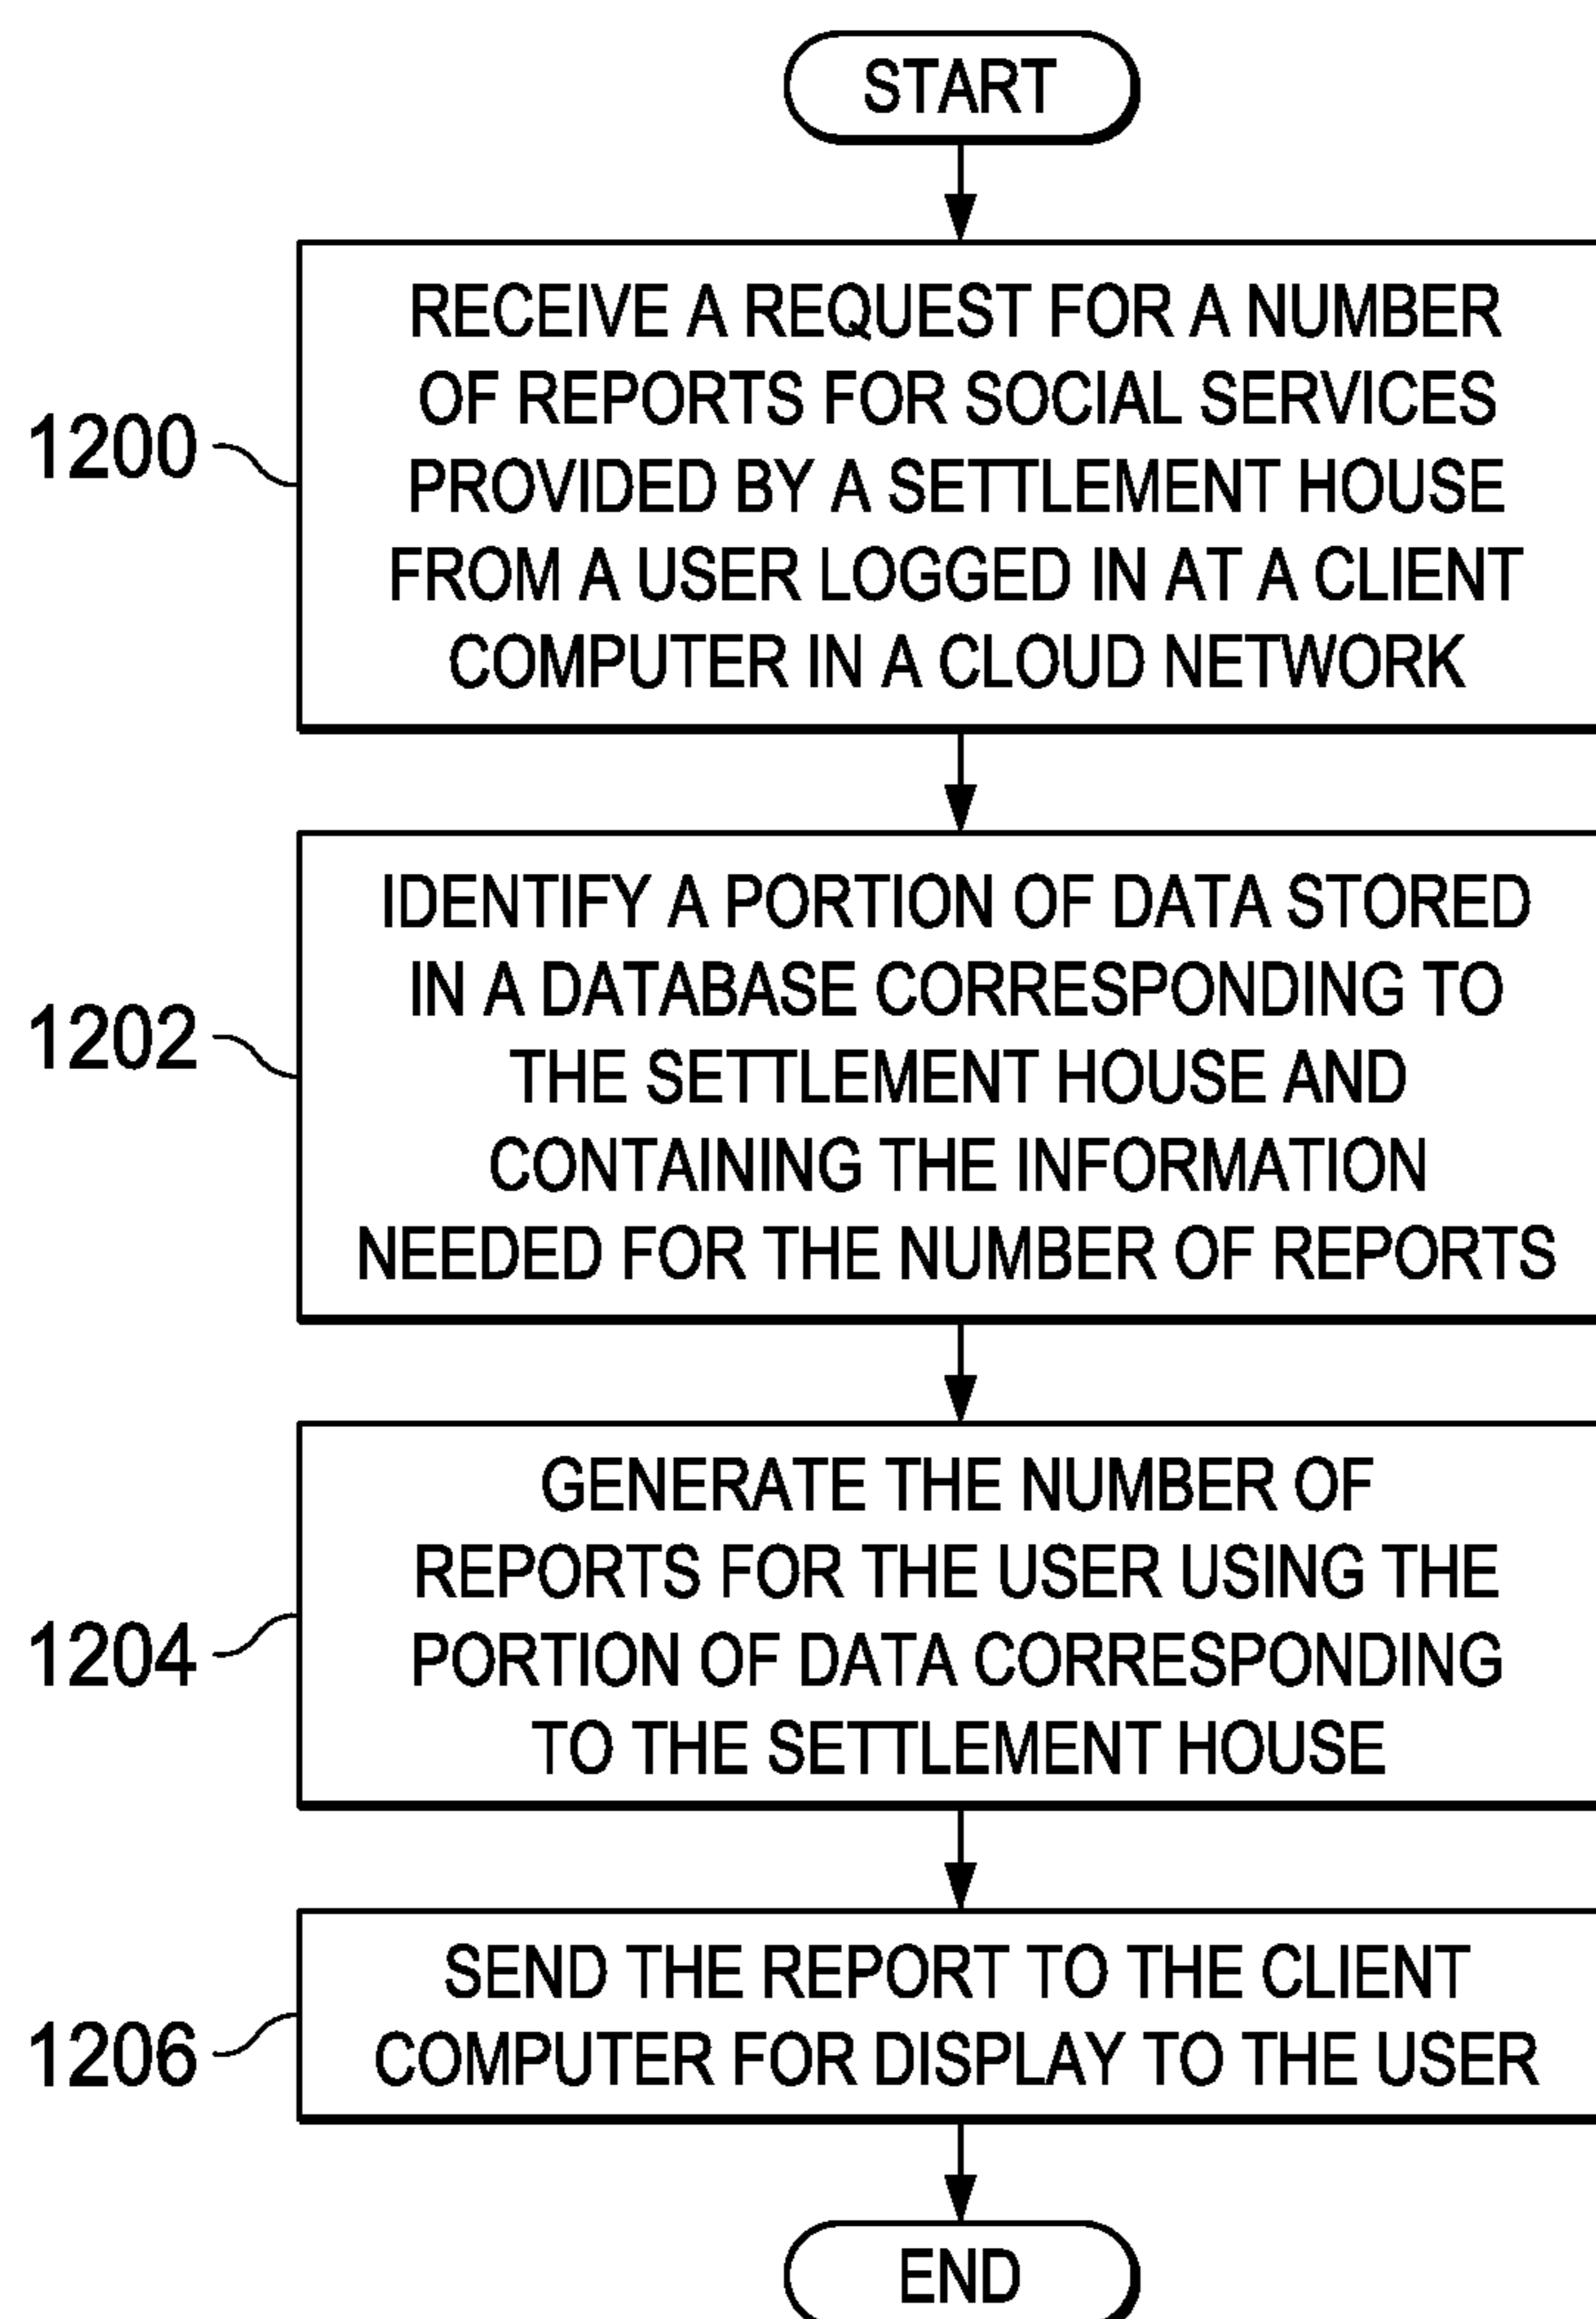 START
1200
RECEIVE A REQUEST FOR A NUMBER
OF REPORTS FOR SOCIAL SERVICES
PROVIDED BY A SETTLEMENT HOUSE
FROM A USER LOGGED IN AT A CLIENT
COMPUTER IN A CLOUD NETWORK
1202
IDENTIFY A PORTION OF DATA STORED
IN A DATABASE CORRESPONDING TO
THE SETTLEMENT HOUSE AND
CONTAINING THE INFORMATION
NEEDED FOR THE NUMBER OF REPORTS
1204
GENERATE THE NUMBER OF
REPORTS FOR THE USER USING THE
PORTION OF DATA CORRESPONDING
TO THE SETTLEMENT HOUSE
1206
SEND THE REPORT TO THE CLIENT
COMPUTER FOR DISPLAY TO THE USER
END